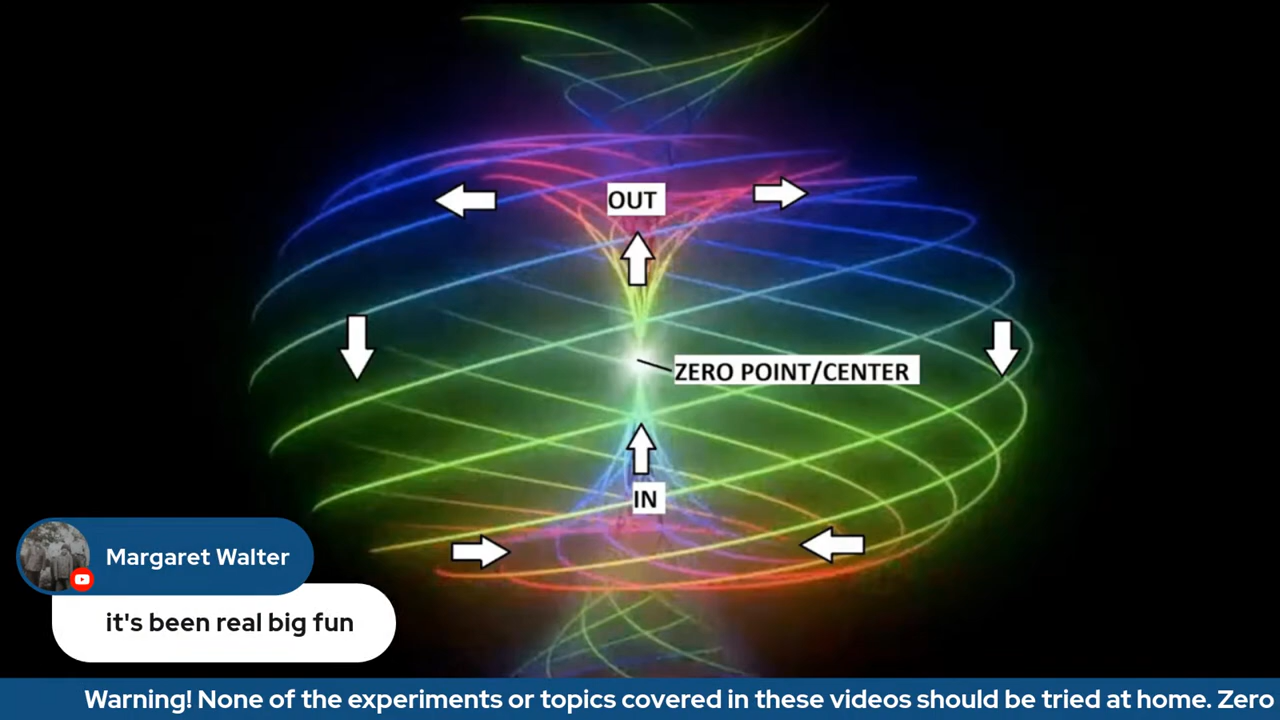 OUT
ZERO POINT/CENTER
IN
Margaret Walter
it's been real big fun
Warning! None of the experiments or topics covered in these videos should be tried at home. Zero